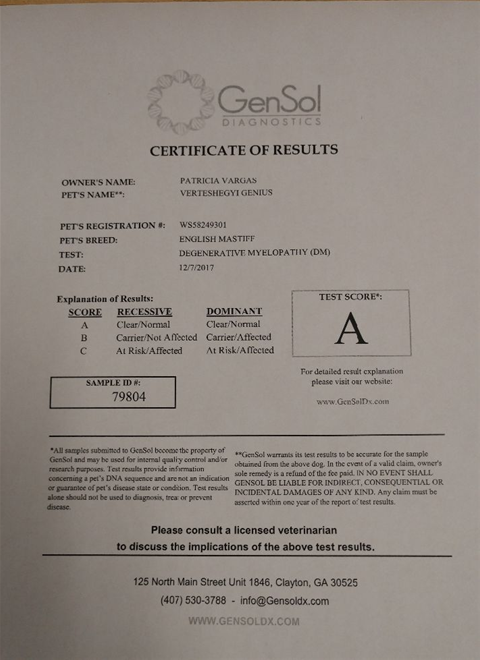 GenSol
DIAGNOSTICS
CERTIFICATE OF RESULTS
OWNER'S NAME: PATRICIA VARGAS
PET'S NAME**: VERTESHEGYI GENIUS
PET'S REGISTRATION #: WS58249301
PET'S BREED: ENGLISH MASTIFF
TEST: DEGENERATIVE MYELOPATHY (DM)
DATE: 12/7/2017
Explanation of Results:
SCORE RECESSIVE DOMINANT
A Clear/Normal Clear/Normal
B Carrier/Not Affected Carrier/Affected
C At Risk/Affected At Risk/Affected
TEST SCORE*:
A
SAMPLE ID #:
79804
For detailed result explanation
please visit our website:
www.GenSolDx.com
*All samples submitted to GenSol become the property of
GenSol and may be used for internal quality control and/or
research purposes. Test results provide information
concerning a pet's DNA sequence and are not an indication
or guarantee of pet's disease state or condition. Test results
alone should not be used to diagnosis, treat or prevent
disease.
**GenSol warrants its test results to be accurate for the sample
obtained from the above dog. In the event of a valid claim, owner's
sole remedy is a refund of the fee paid. IN NO EVENT SHALL
GENSOL BE LIABLE FOR INDIRECT, CONSEQUENTIAL OR
INCIDENTAL DAMAGES OF ANY KIND. Any claim must be
asserted within one year of the report of test results.
Please consult a licensed veterinarian
to discuss the implications of the above test results.
125 North Main Street Unit 1846, Clayton, GA 30525
(407) 530-3788 - info@Gensoldx.com
WWW.GENSOLDX.COM